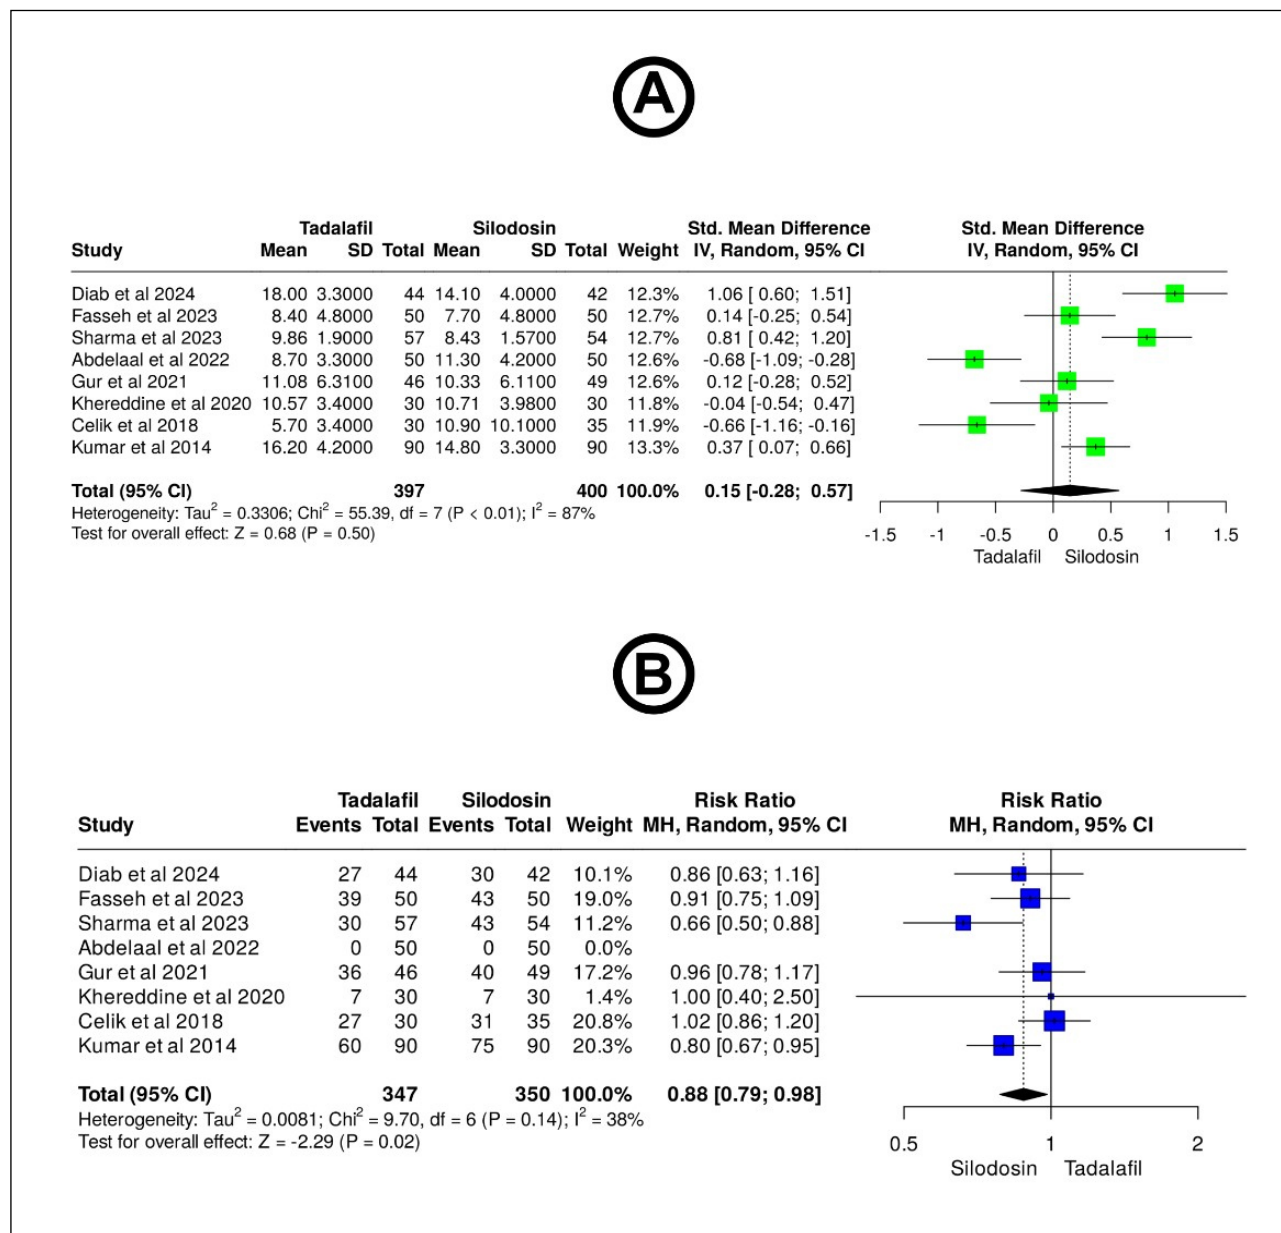 A
Tadalafil Silodosin Std. Mean Difference Std. Mean Difference
Study Mean SD Total Mean SD Total Weight IV, Random, 95% CI IV, Random, 95% CI
Diab et al 2024 18.00 3.3000 44 14.10 4.0000 42 12.3% 1.06 [ 0.60; 1.51]
Fasseh et al 2023 8.40 4.8000 50 7.70 4.8000 50 12.7% 0.14 [-0.25; 0.54]
Sharma et al 2023 9.86 1.9000 57 8.43 1.5700 54 12.7% 0.81 [ 0.42; 1.20]
Abdelaal et al 2022 8.70 3.3000 50 11.30 4.2000 50 12.6% -0.68 [-1.09; -0.28]
Gur et al 2021 11.08 6.3100 46 10.33 6.1100 49 12.6% 0.12 [-0.28; 0.52]
Khereddine et al 2020 10.57 3.4000 30 10.71 3.9800 30 11.8% -0.04 [-0.54; 0.47]
Celik et al 2018 5.70 3.4000 30 10.90 10.1000 35 11.9% -0.66 [-1.16; -0.16]
Kumar et al 2014 16.20 4.2000 90 14.80 3.3000 90 13.3% 0.37 [ 0.07; 0.66]
Total (95% CI) 397 400 100.0% 0.15 [-0.28; 0.57]
Heterogeneity: Tau² = 0.3306; Chi² = 55.39, df = 7 (P < 0.01); I² = 87%
Test for overall effect: Z = 0.68 (P = 0.50)
-1.5 -1 -0.5 0 0.5 1 1.5
Tadalafil Silodosin
B
Tadalafil Silodosin Risk Ratio Risk Ratio
Study Events Total Events Total Weight MH, Random, 95% CI MH, Random, 95% CI
Diab et al 2024 27 44 30 42 10.1% 0.86 [0.63; 1.16]
Fasseh et al 2023 39 50 43 50 19.0% 0.91 [0.75; 1.09]
Sharma et al 2023 30 57 43 54 11.2% 0.66 [0.50; 0.88]
Abdelaal et al 2022 0 50 0 50 0.0%
Gur et al 2021 36 46 40 49 17.2% 0.96 [0.78; 1.17]
Khereddine et al 2020 7 30 7 30 1.4% 1.00 [0.40; 2.50]
Celik et al 2018 27 30 31 35 20.8% 1.02 [0.86; 1.20]
Kumar et al 2014 60 90 75 90 20.3% 0.80 [0.67; 0.95]
Total (95% CI) 347 350 100.0% 0.88 [0.79; 0.98]
Heterogeneity: Tau² = 0.0081; Chi² = 9.70, df = 6 (P = 0.14); I² = 38%
Test for overall effect: Z = -2.29 (P = 0.02)
0.5 1 2
Silodosin Tadalafil